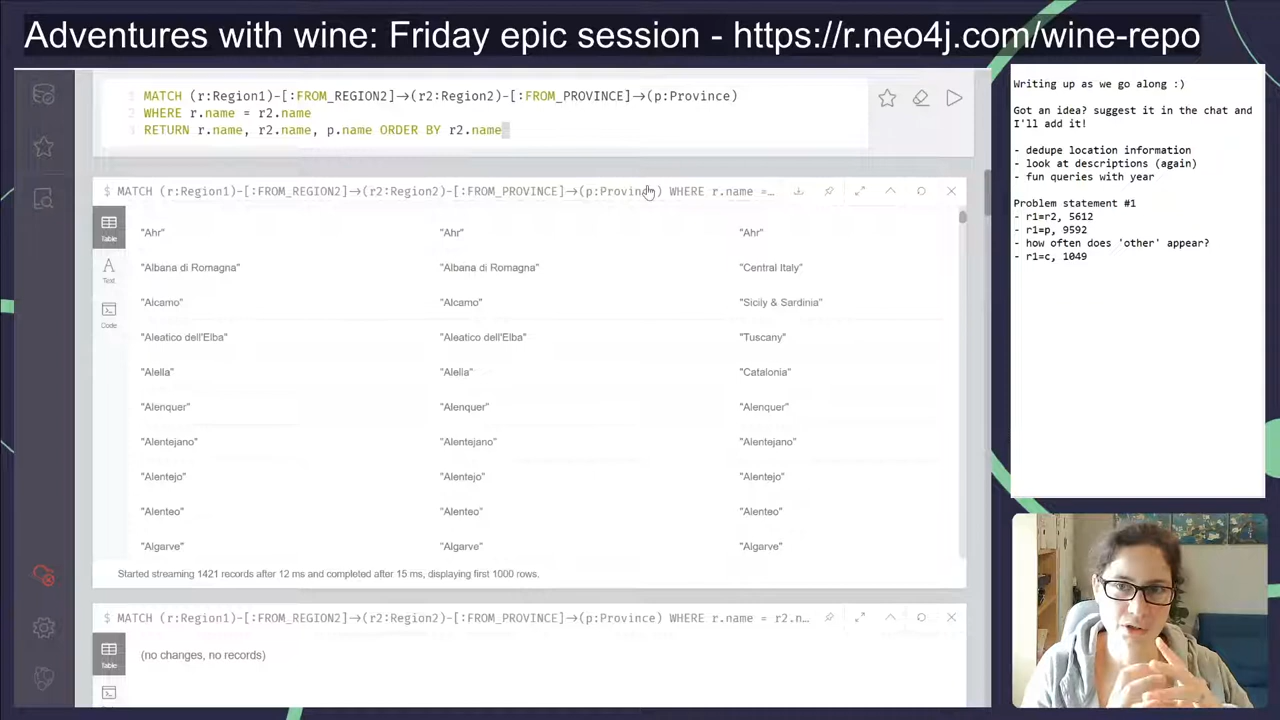 Adventures with wine: Friday epic session - https://r.neo4j.com/wine-repo
1 MATCH (r:Region1)-[:FROM_REGION2]→(r2:Region2)-[:FROM_PROVINCE]→(p:Province)
2 WHERE r.name = r2.name
3 RETURN r.name, r2.name, p.name ORDER BY r2.name
$ MATCH (r:Region1)-[:FROM_REGION2]→(r2:Region2)-[:FROM_PROVINCE]→(p:Province) WHERE r.name =…
Table
Text
Code
"Ahr" "Ahr" "Ahr"
"Albana di Romagna" "Albana di Romagna" "Central Italy"
"Alcamo" "Alcamo" "Sicily & Sardinia"
"Aleatico dell'Elba" "Aleatico dell'Elba" "Tuscany"
"Alella" "Alella" "Catalonia"
"Alenquer" "Alenquer" "Alenquer"
"Alentejano" "Alentejano" "Alentejano"
"Alentejo" "Alentejo" "Alentejo"
"Alenteo" "Alenteo" "Alenteo"
"Algarve" "Algarve" "Algarve"
Started streaming 1421 records after 12 ms and completed after 15 ms, displaying first 1000 rows.
$ MATCH (r:Region1)-[:FROM_REGION2]→(r2:Region2)-[:FROM_PROVINCE]→(p:Province) WHERE r.name = r2.n…
Table
(no changes, no records)
Writing up as we go along :)
Got an idea? suggest it in the chat and
I'll add it!
- dedupe location information
- look at descriptions (again)
- fun queries with year
Problem statement #1
- r1=r2, 5612
- r1=p, 9592
- how often does 'other' appear?
- r1=c, 1049